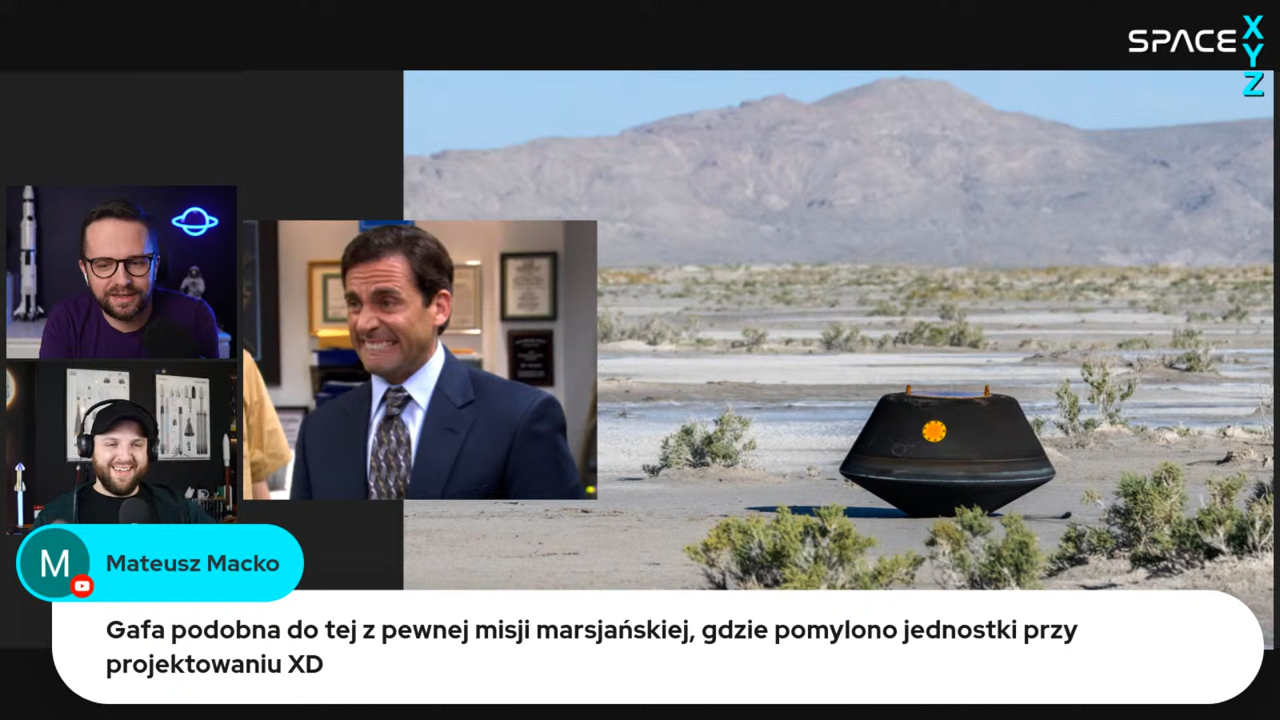 SPACE XYZ
M
Mateusz Macko
Gafa podobna do tej z pewnej misji marsjańskiej, gdzie pomylono jednostki przy
projektowaniu XD